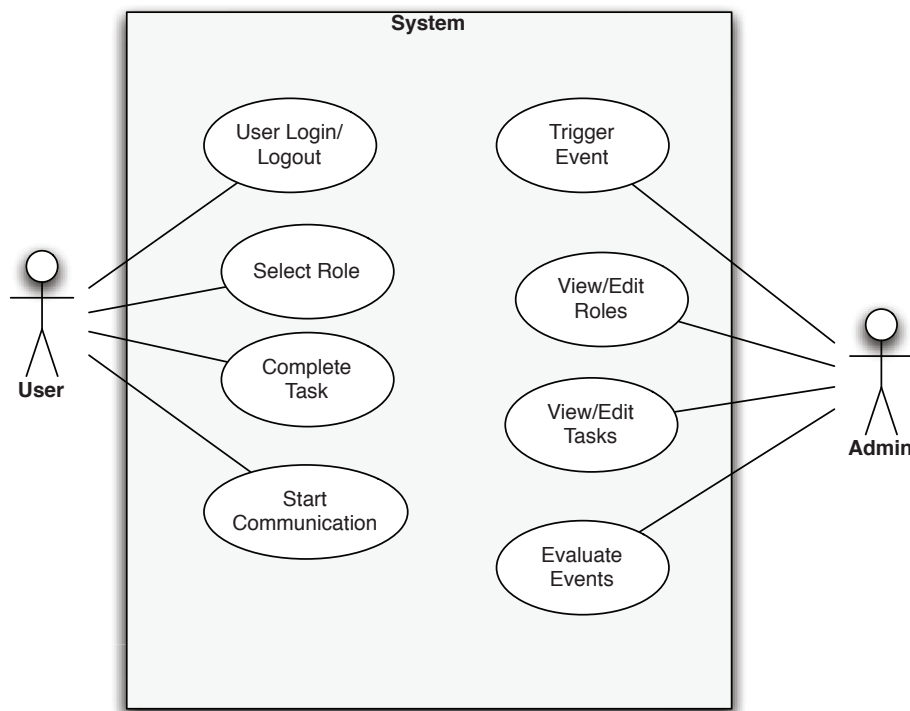 System
User Login/
Logout
Trigger
Event
Select Role
View/Edit
Roles
Complete
Task
User
View/Edit
Tasks
Admin
Start
Communication
Evaluate
Events